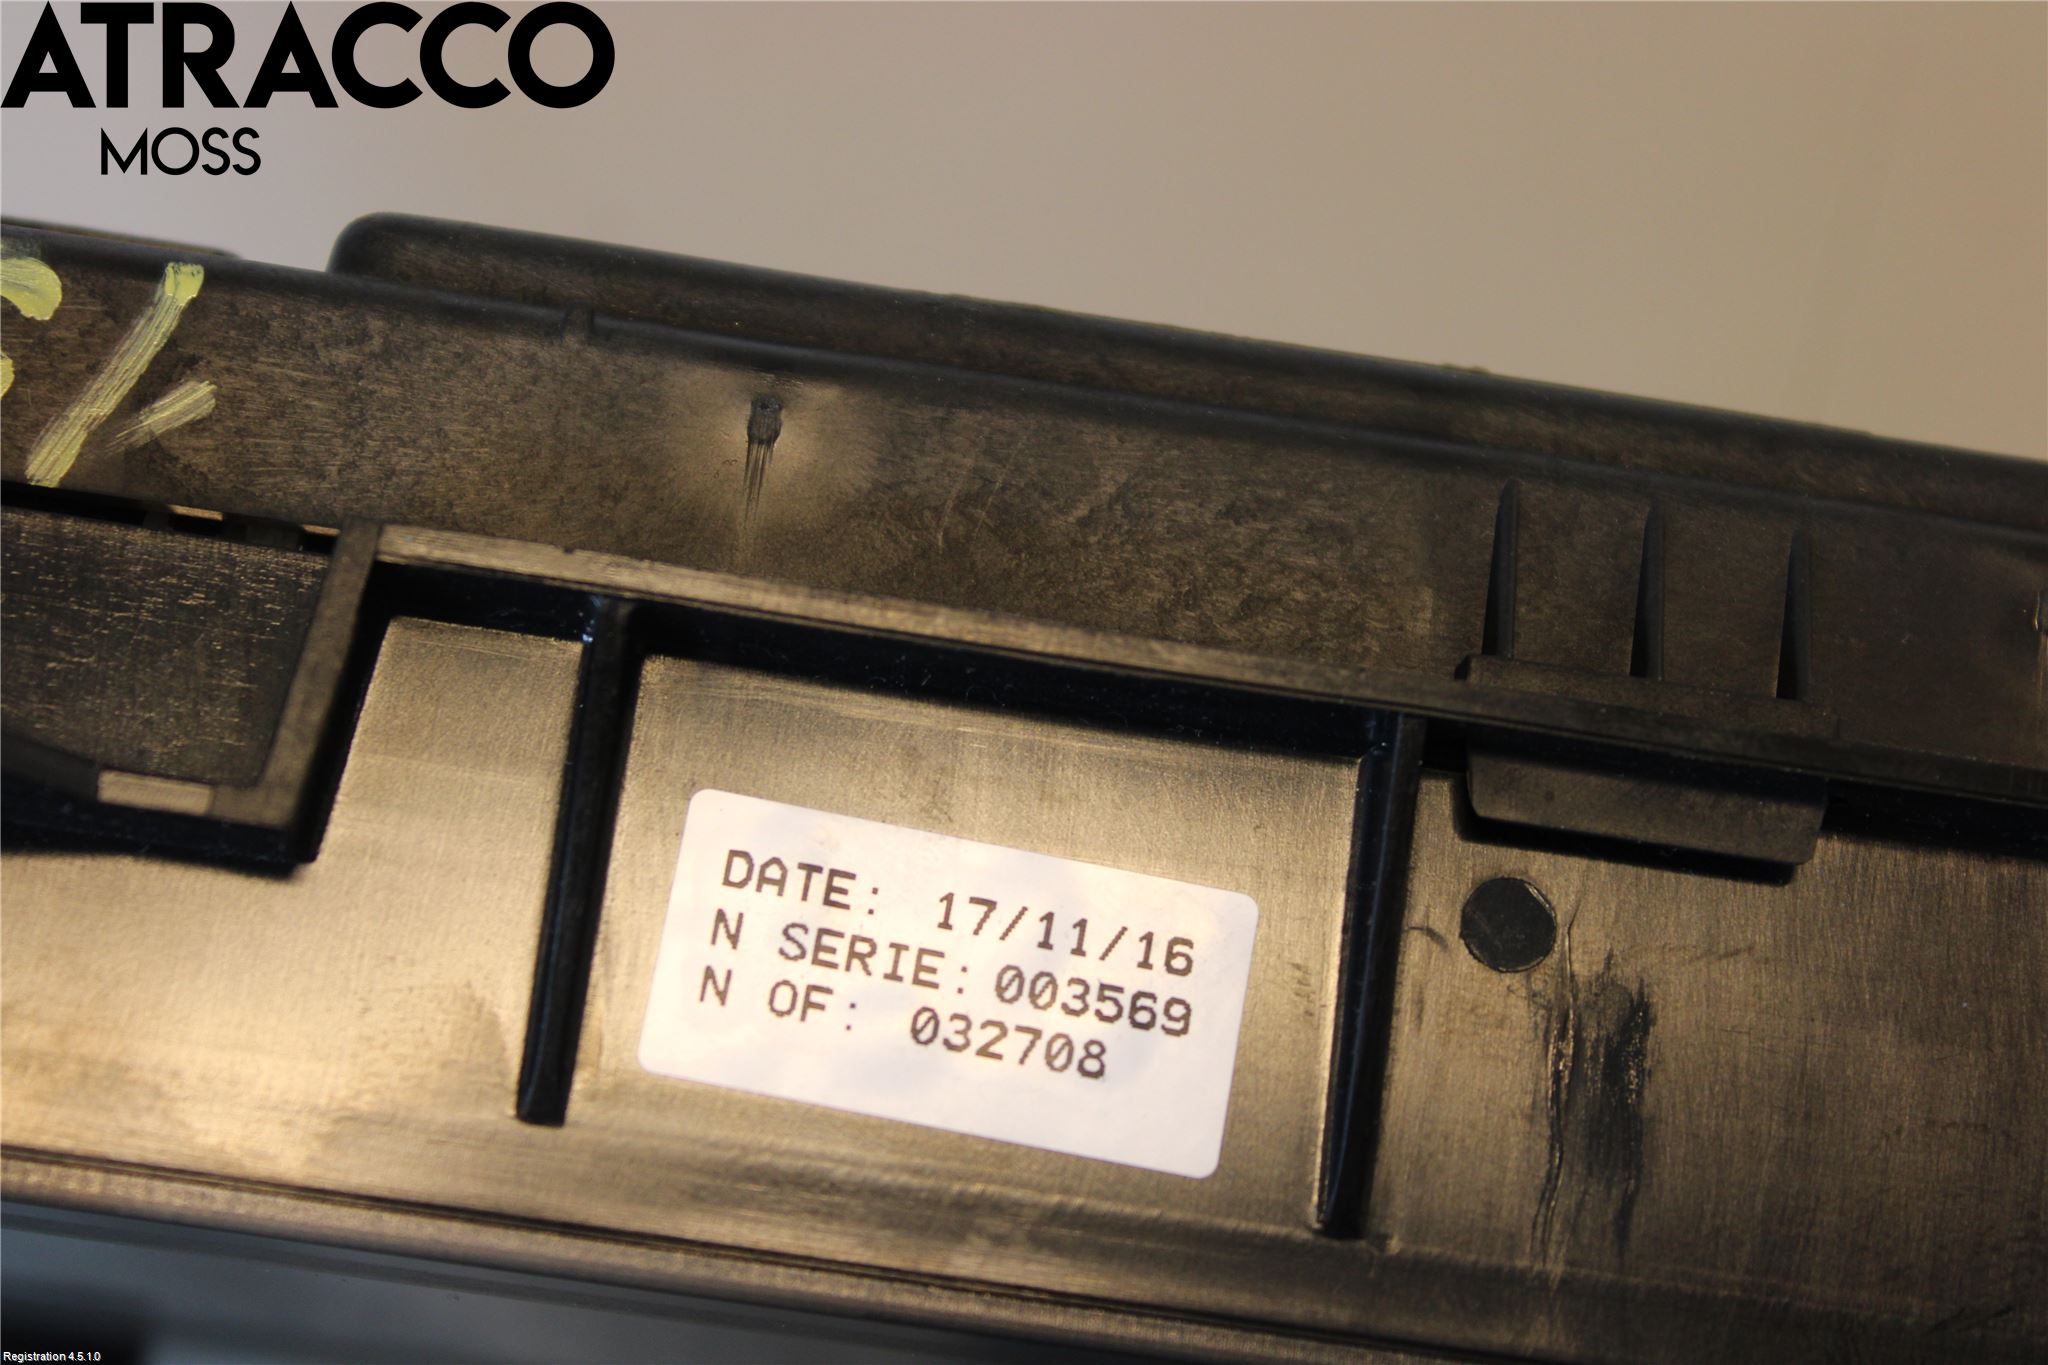 ATRACCO
MOSS
DATE: 17/11/16
N SERIE: 003569
N OF: 032708
Registration 4.5.1.0